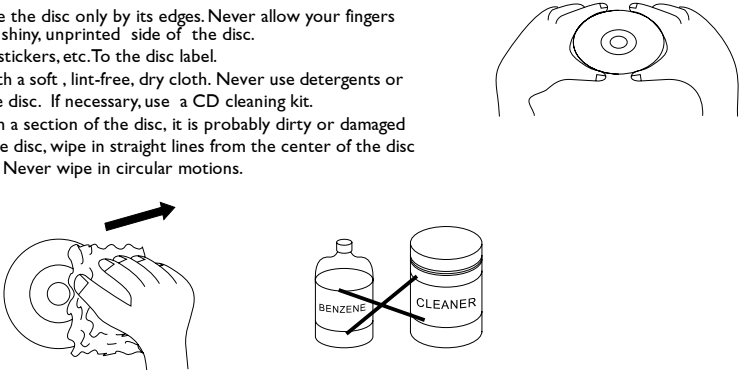 e the disc only by its edges. Never allow your fingers
shiny, unprinted side of the disc.
stickers, etc.To the disc label.
th a soft , lint-free, dry cloth. Never use detergents or
e disc. If necessary, use a CD cleaning kit.
n a section of the disc, it is probably dirty or damaged
e disc, wipe in straight lines from the center of the disc
Never wipe in circular motions.
BENZENE
CLEANER